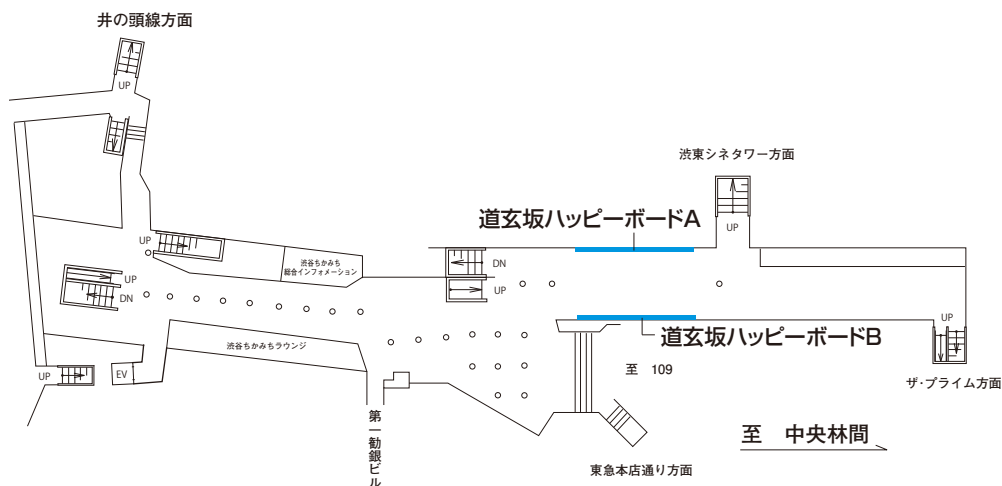 井の頭線方面
UP
渋東シネタワー方面
道玄坂ハッピーボードA
UP
UP
渋谷ちかみち
総合インフォメーション
DN
UP
UP
DN
UP
渋谷ちかみちラウンジ
道玄坂ハッピーボードB
UP
EV
至 109
ザ・プライム方面
第一勧銀ビル
至 中央林間
東急本店通り方面